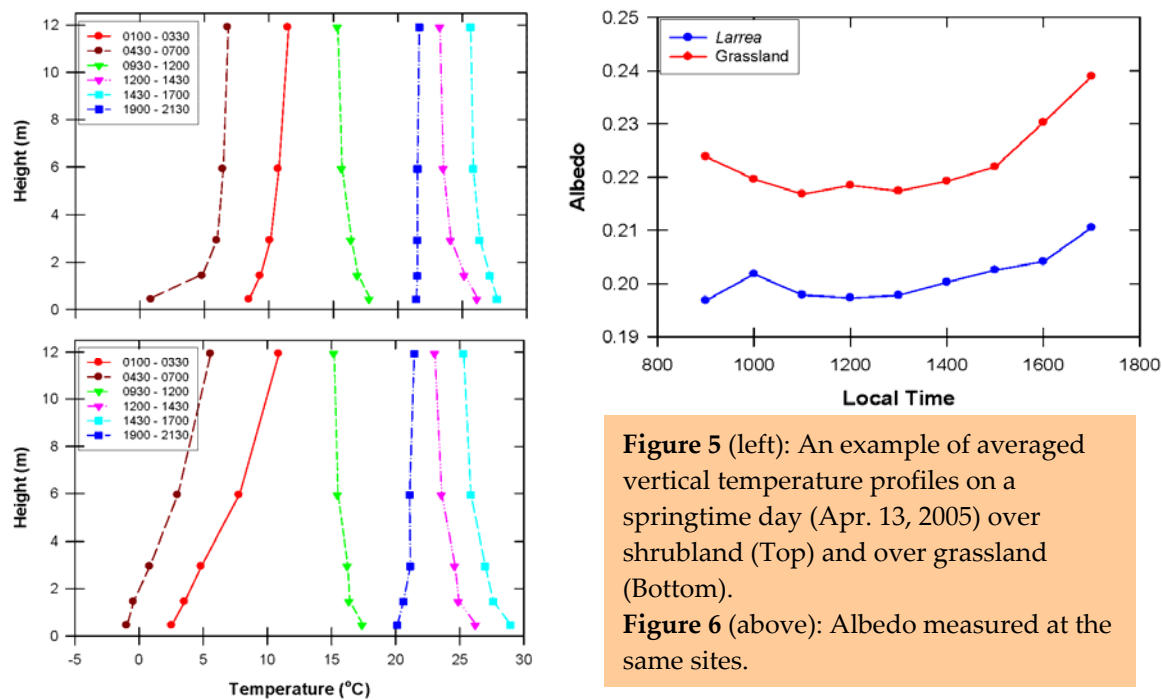 12
10
8
6
4
2
0
Height (m)
0100 - 0330
0430 - 0700
0930 - 1200
1200 - 1430
1430 - 1700
1900 - 2130
12
10
8
6
4
2
0
Height (m)
0100 - 0330
0430 - 0700
0930 - 1200
1200 - 1430
1430 - 1700
1900 - 2130
-5 0 5 10 15 20 25 30
Temperature (°C)
0.25
0.24
0.23
0.22
0.21
0.20
0.19
Albedo
Larrea
Grassland
800 1000 1200 1400 1600 1800
Local Time
Figure 5 (left): An example of averaged
vertical temperature profiles on a
springtime day (Apr. 13, 2005) over
shrubland (Top) and over grassland
(Bottom).
Figure 6 (above): Albedo measured at the
same sites.